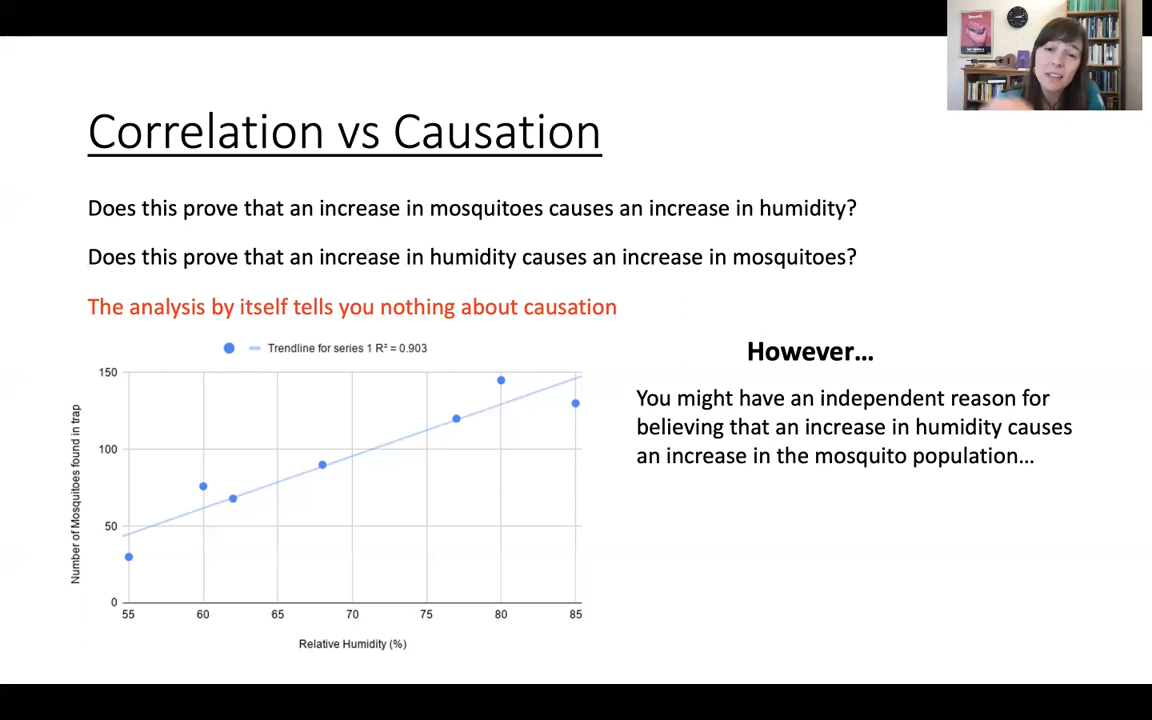 Correlation vs Causation
Does this prove that an increase in mosquitoes causes an increase in humidity?
Does this prove that an increase in humidity causes an increase in mosquitoes?
The analysis by itself tells you nothing about causation
Trendline for series 1 R² = 0.903
150
100
50
0
55 60 65 70 75 80 85
Number of Mosquitoes found in trap
Relative Humidity (%)
However...
You might have an independent reason for
believing that an increase in humidity causes
an increase in the mosquito population...